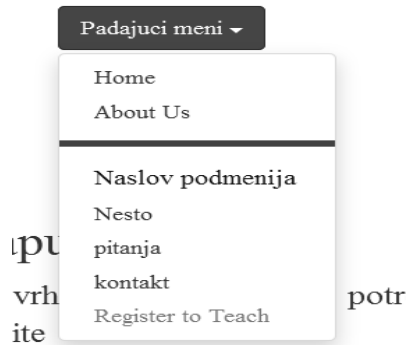 Padajuci meni
Home
About Us
Naslov podmenija
Nesto
pitanja
kontakt
Register to Teach
vrh potr
ite